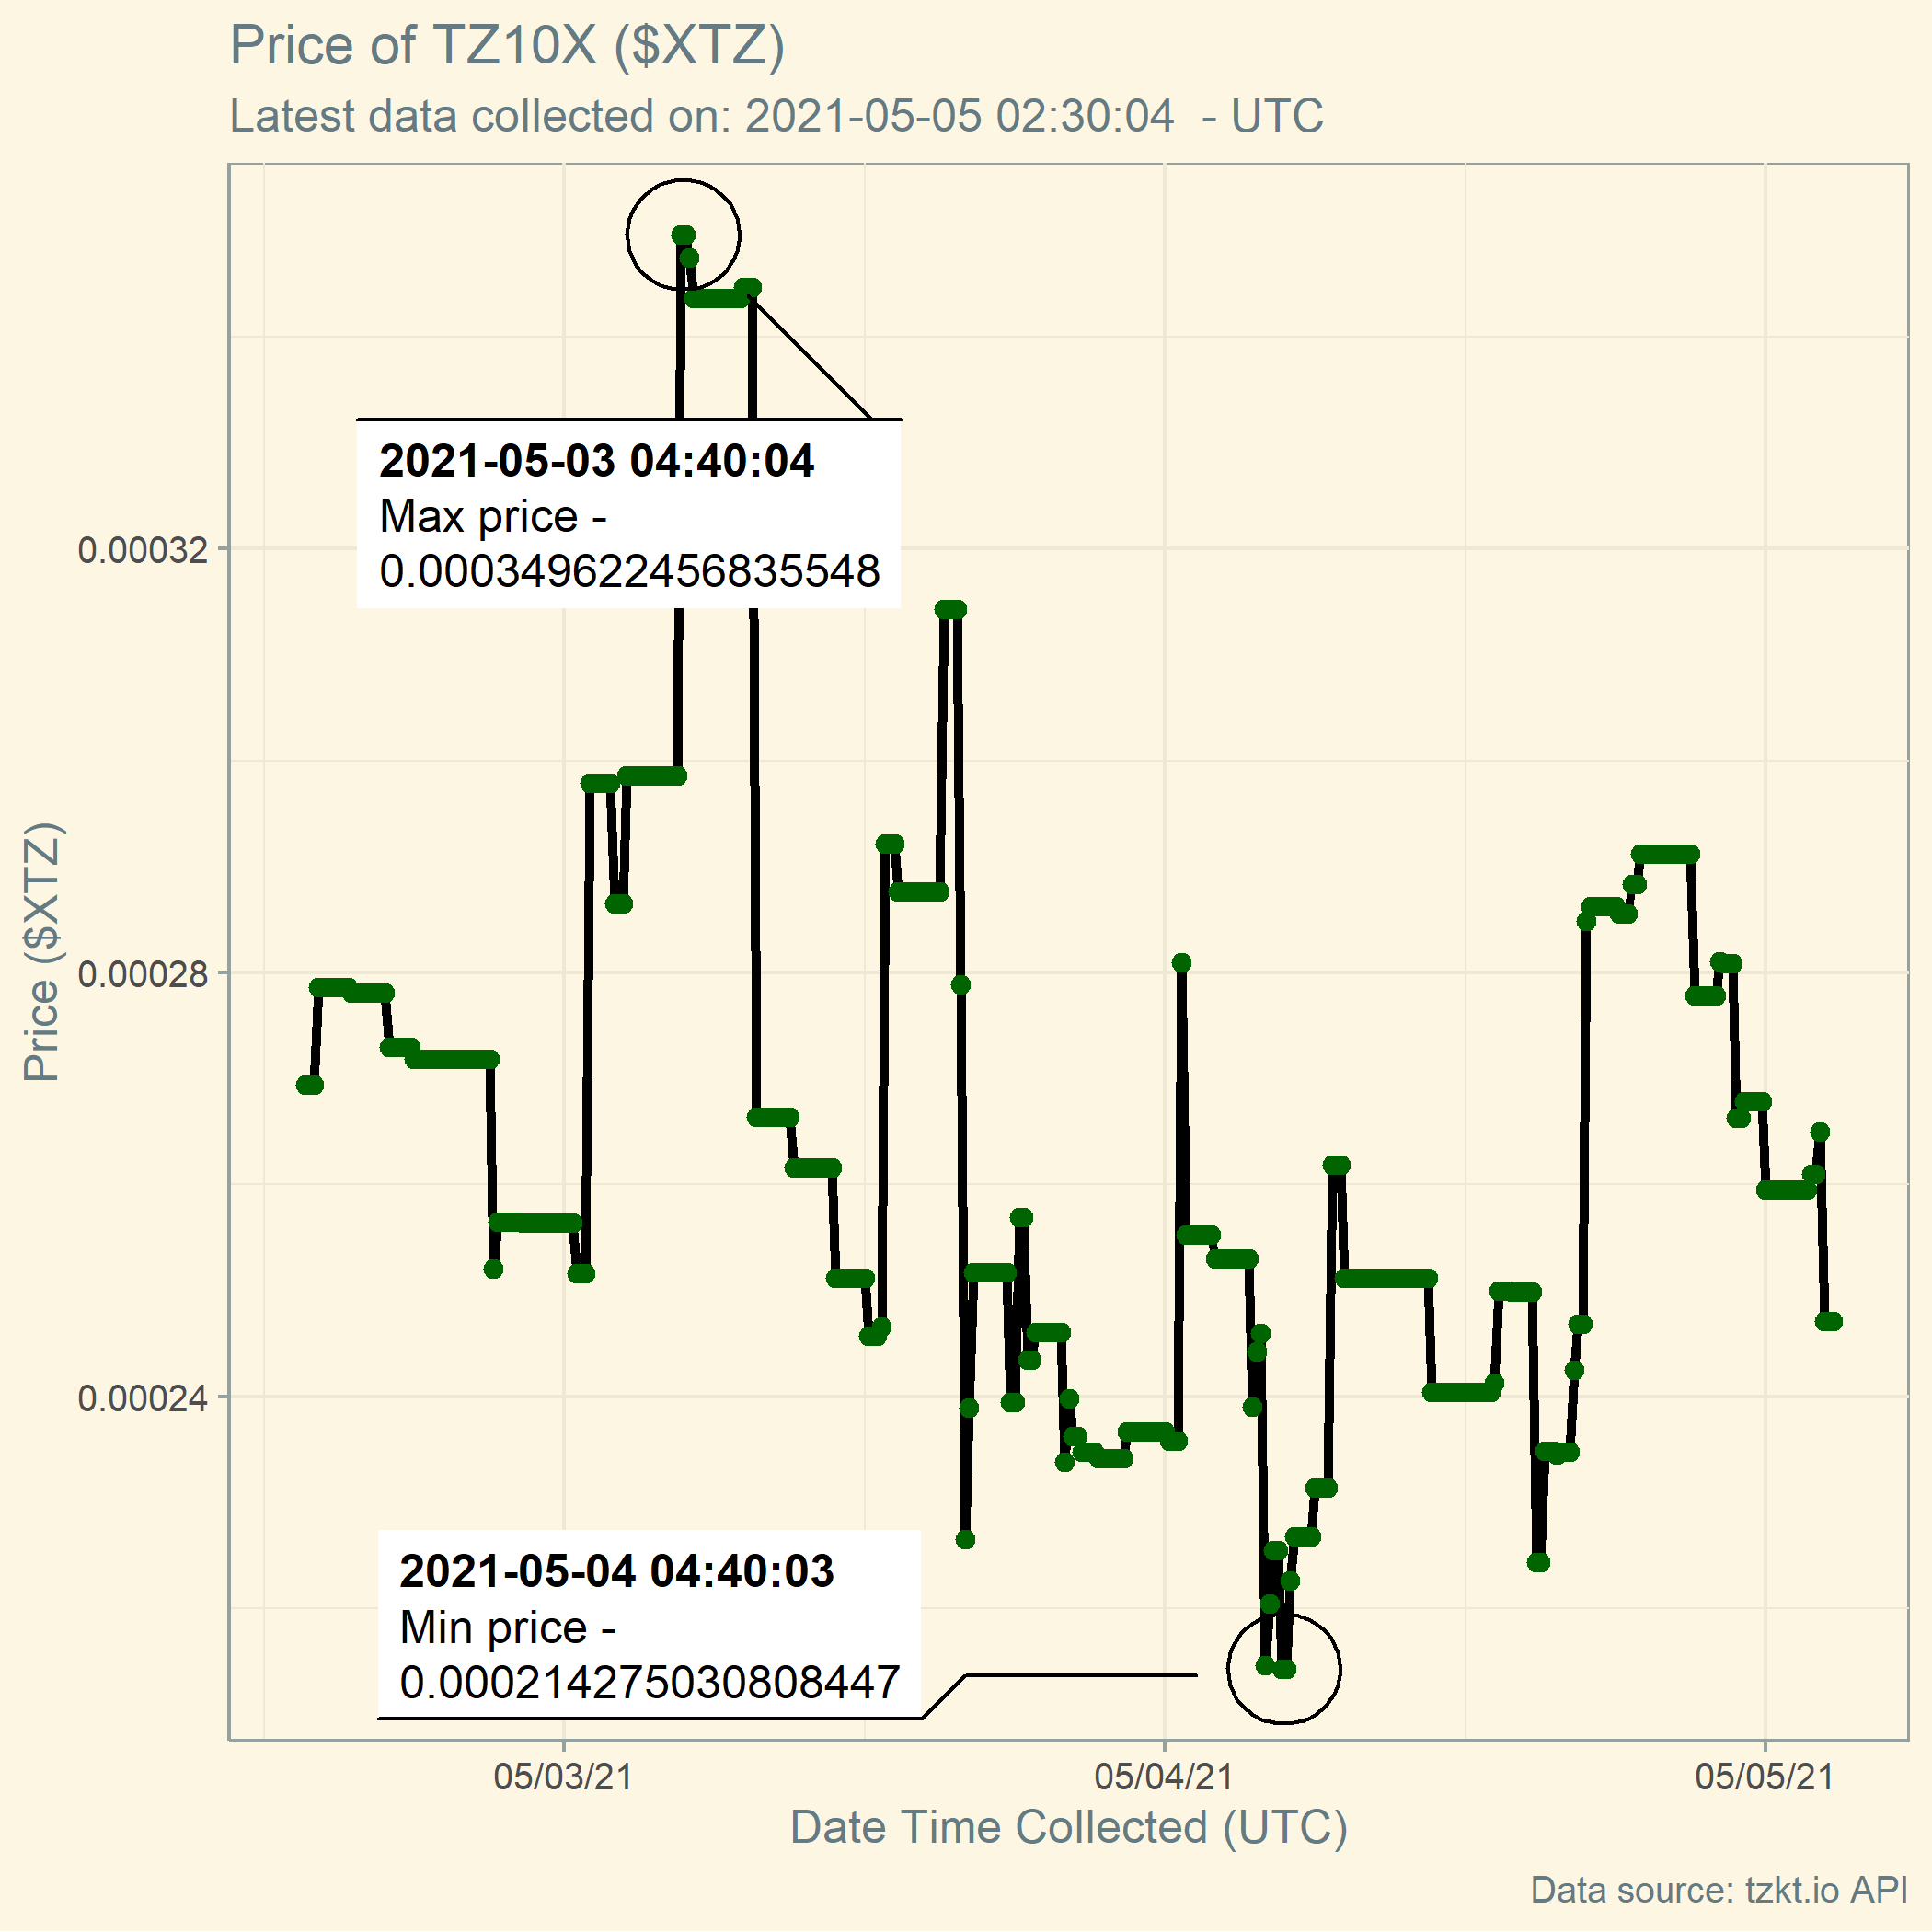 Price of TZ10X ($XTZ)
Latest data collected on: 2021-05-05 02:30:04  - UTC
2021-05-03 04:40:04
Max price -
0.000349622456835548
0.00032
0.00028
0.00024
Price ($XTZ)
2021-05-04 04:40:03
Min price -
0.000214275030808447
05/03/21
05/04/21
05/05/21
Date Time Collected (UTC)
Data source: tzkt.io API